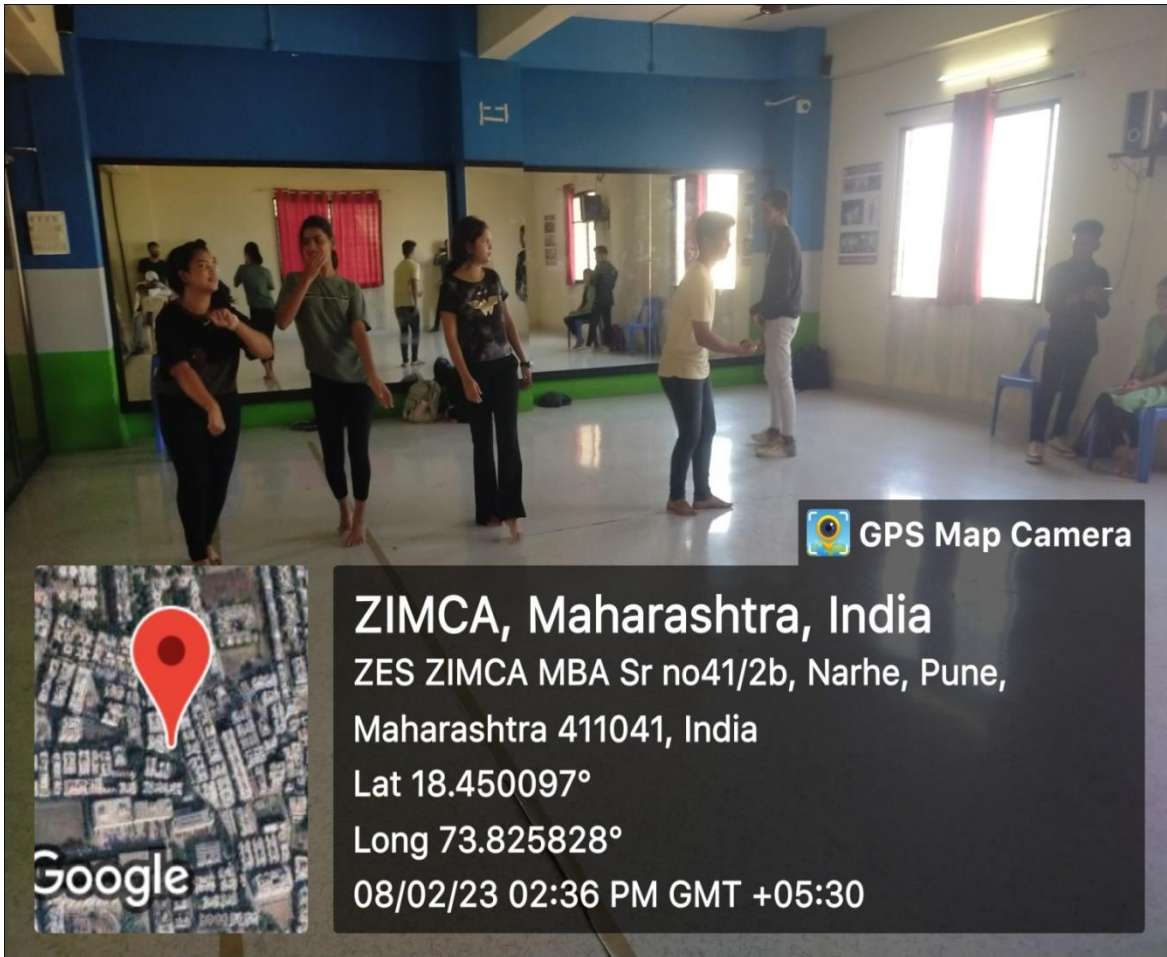 GPS Map Camera
ZIMCA, Maharashtra, India
ZES ZIMCA MBA Sr no41/2b, Narhe, Pune,
Maharashtra 411041, India
Lat 18.450097°
Long 73.825828°
08/02/23 02:36 PM GMT +05:30
Google